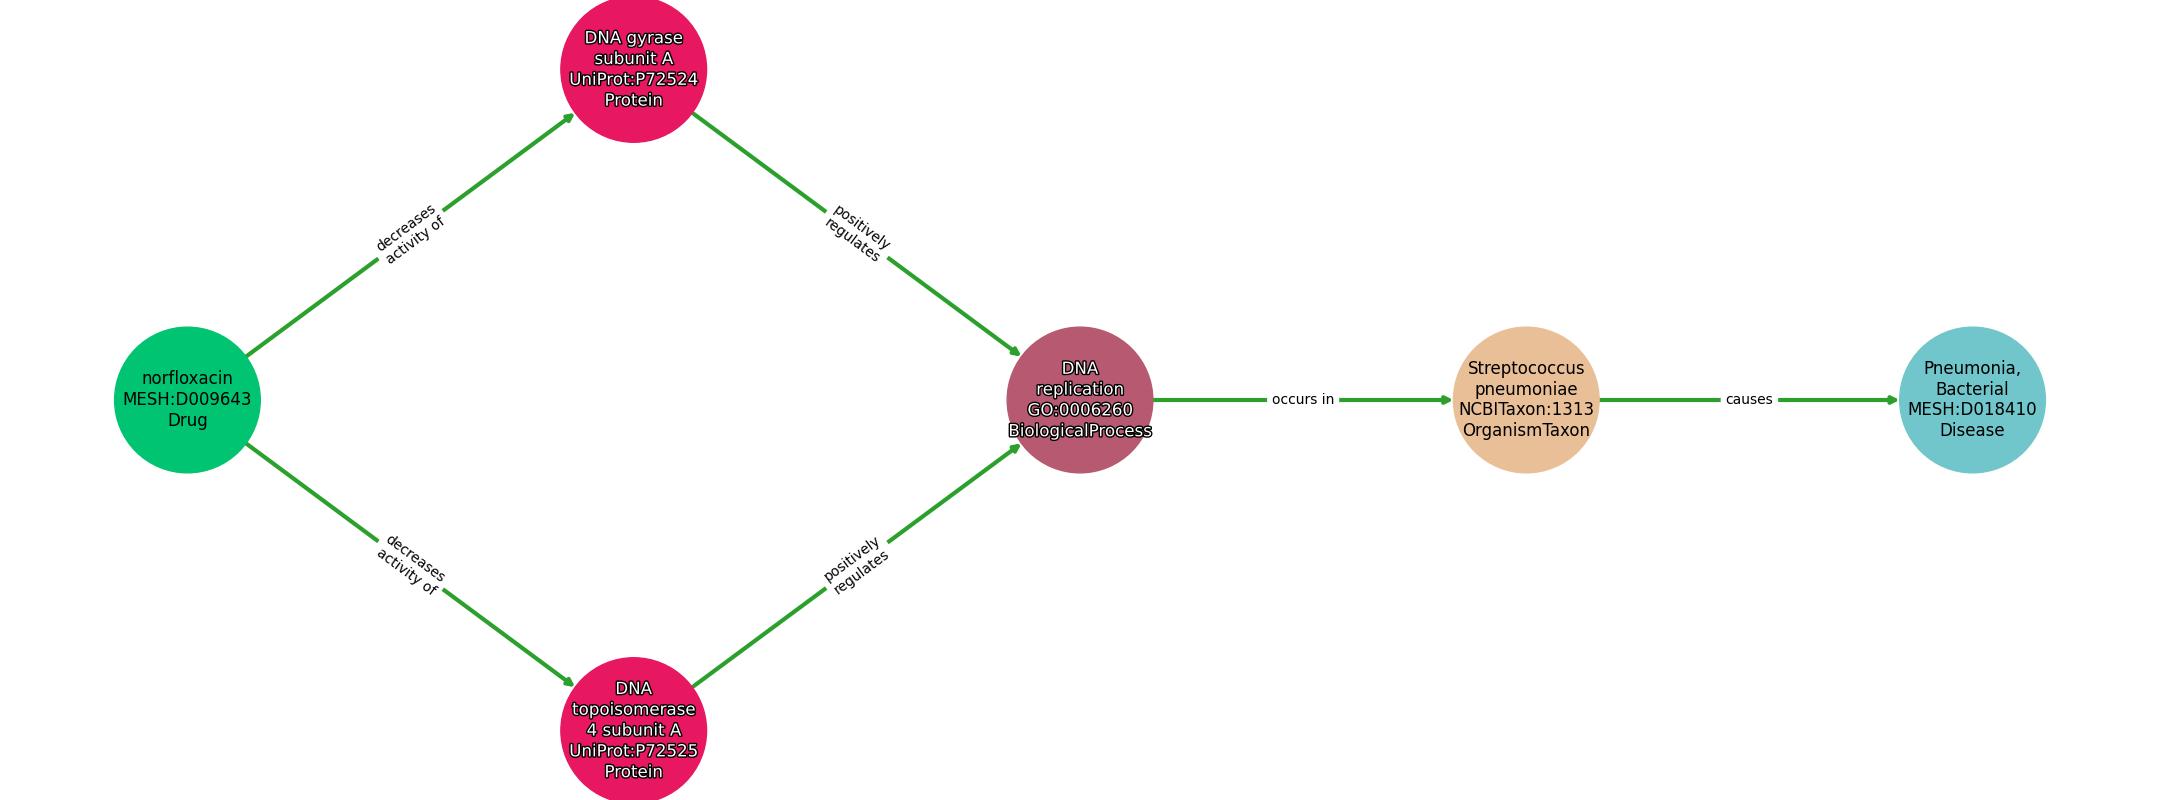 DNA gyrase
subunit A
UniProt:P72524
Protein
decreases
activity of
positively
regulates
norfloxacin
MESH:D009643
Drug
DNA
replication
GO:0006260
BiologicalProcess
occurs in
Streptococcus
pneumoniae
NCBITaxon:1313
OrganismTaxon
causes
Pneumonia,
Bacterial
MESH:D018410
Disease
decreases
activity of
positively
regulates
DNA
topoisomerase
4 subunit A
UniProt:P72525
Protein